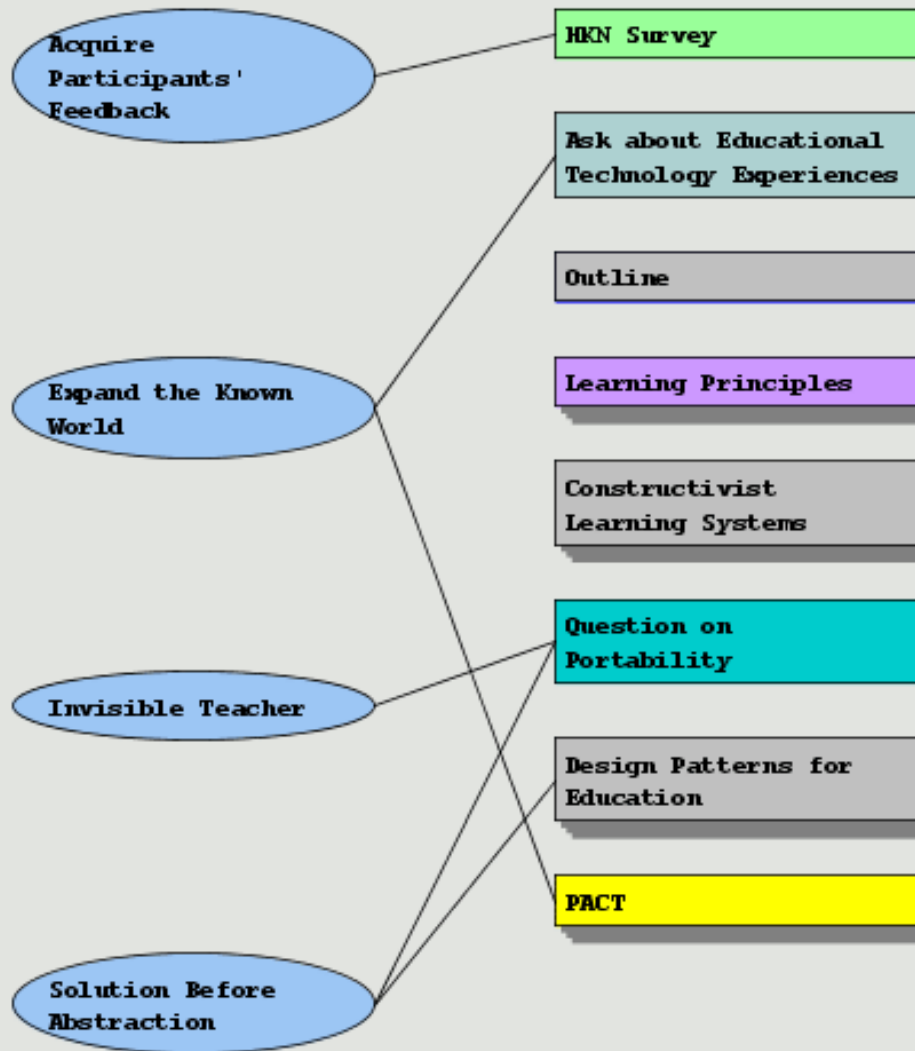 Acquire
Participants'
Feedback
HKN Survey
Ask about Educational
Technology Experiences
Outline
Expand the Known
World
Learning Principles
Constructivist
Learning Systems
Question on
Portability
Invisible Teacher
Design Patterns for
Education
PACT
Solution Before
Abstraction